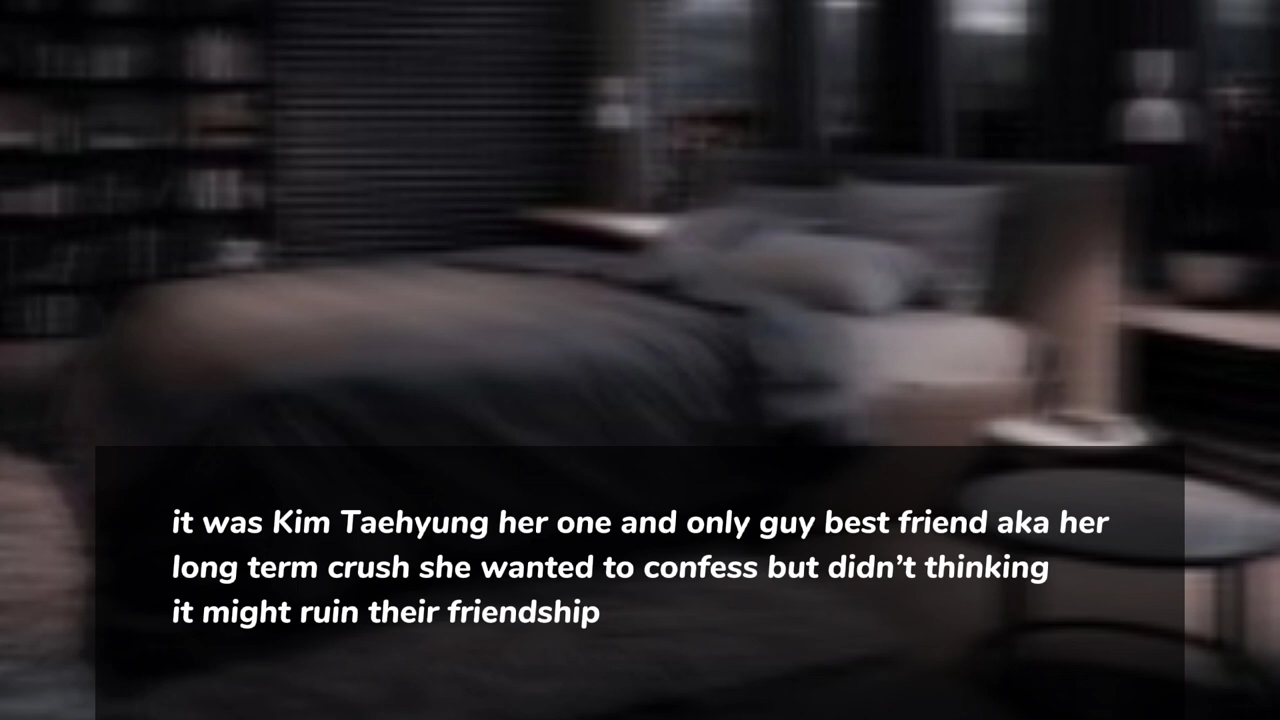 it was Kim Taehyung her one and only guy best friend aka her
long term crush she wanted to confess but didn’t thinking
it might ruin their friendship